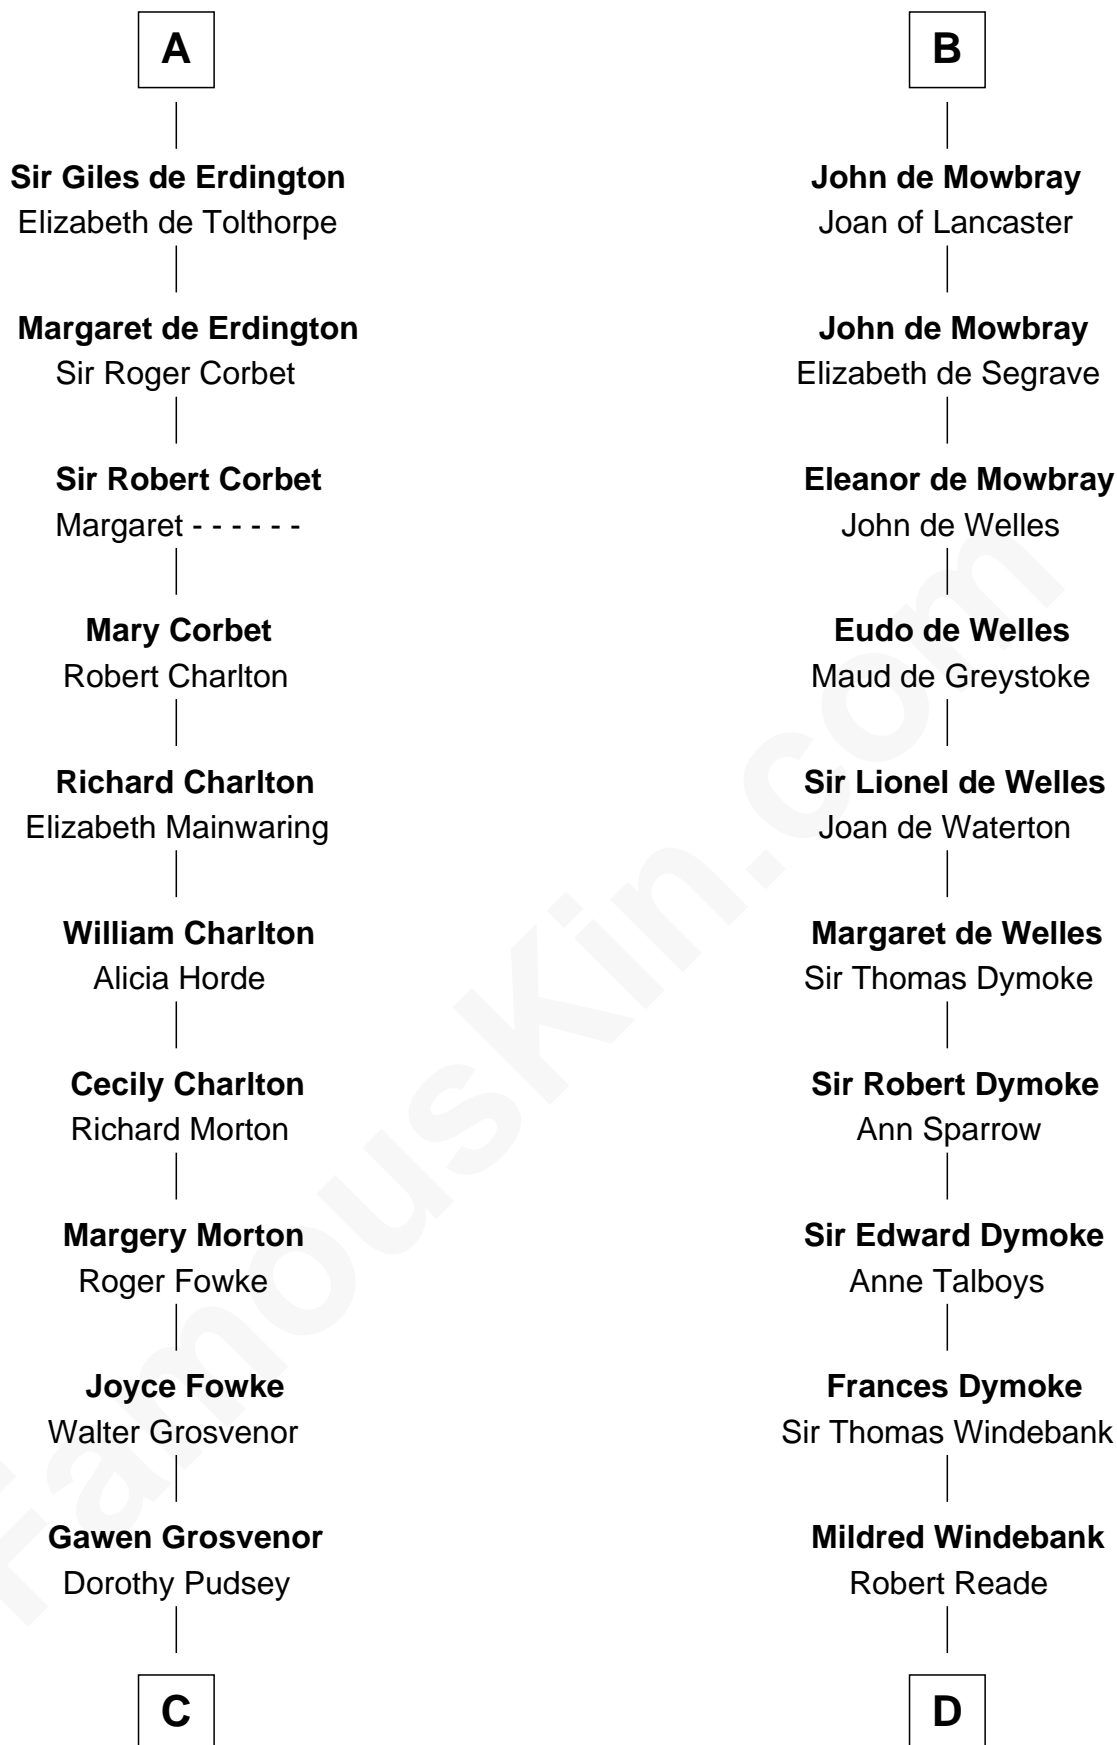 A
Sir Giles de Erdington
Elizabeth de Tolthorpe
Margaret de Erdington
Sir Roger Corbet
Sir Robert Corbet
Margaret - - - - - -
Mary Corbet
Robert Charlton
Richard Charlton
Elizabeth Mainwaring
William Charlton
Alicia Horde
Cecily Charlton
Richard Morton
Margery Morton
Roger Fowke
Joyce Fowke
Walter Grosvenor
Gawen Grosvenor
Dorothy Pudsey
C
B
John de Mowbray
Joan of Lancaster
John de Mowbray
Elizabeth de Segrave
Eleanor de Mowbray
John de Welles
Eudo de Welles
Maud de Greystoke
Sir Lionel de Welles
Joan de Waterton
Margaret de Welles
Sir Thomas Dymoke
Sir Robert Dymoke
Ann Sparrow
Sir Edward Dymoke
Anne Talboys
Frances Dymoke
Sir Thomas Windebank
Mildred Windebank
Robert Reade
D
FamousKin.com